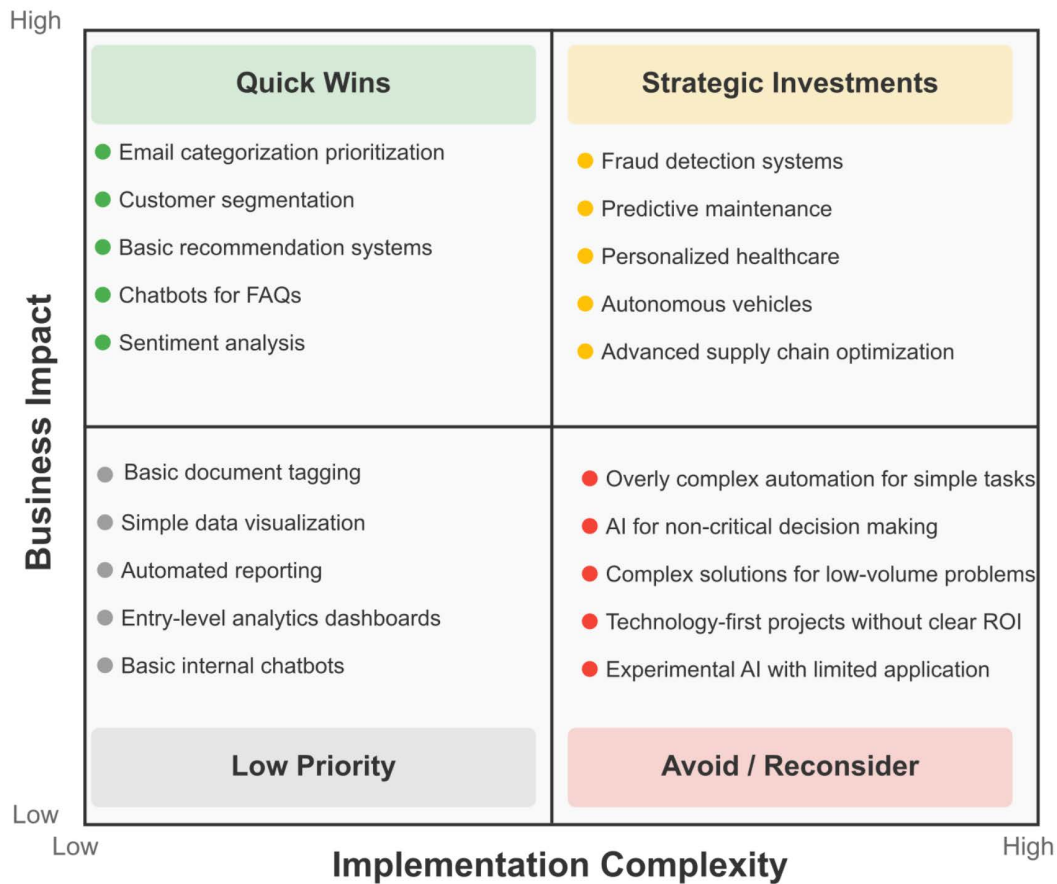 High
Quick Wins
Email categorization prioritization
Customer segmentation
Basic recommendation systems
Chatbots for FAQs
Sentiment analysis
Strategic Investments
Fraud detection systems
Predictive maintenance
Personalized healthcare
Autonomous vehicles
Advanced supply chain optimization
Business Impact
Basic document tagging
Simple data visualization
Automated reporting
Entry-level analytics dashboards
Basic internal chatbots
Low Priority
Overly complex automation for simple tasks
AI for non-critical decision making
Complex solutions for low-volume problems
Technology-first projects without clear ROI
Experimental AI with limited application
Avoid / Reconsider
Low
Low
Implementation Complexity
High